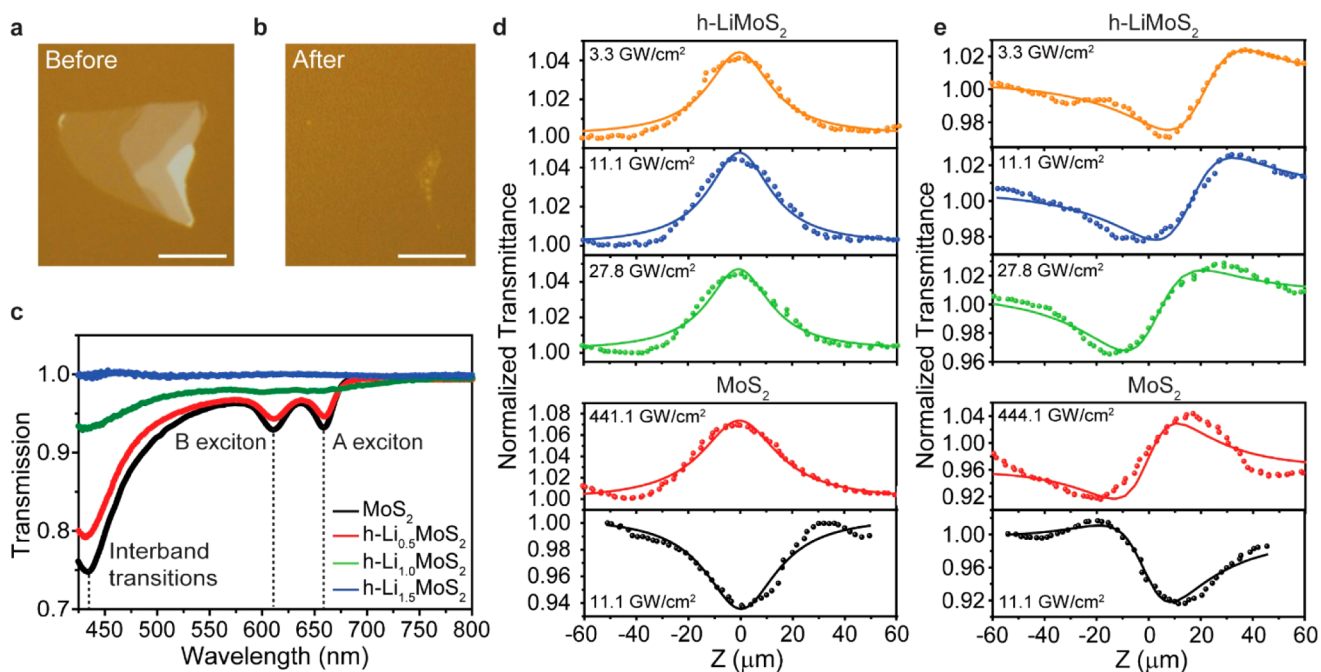 a
Before
b
After
c
Transmission
1.0
0.9
0.8
0.7
B exciton
A exciton
Interband
transitions
MoS₂
h-Li₀.₅MoS₂
h-Li₁.₀MoS₂
h-Li₁.₅MoS₂
450 500 550 600 650 700 750 800
Wavelength (nm)
d
h-LiMoS₂
Normalized Transmittance
3.3 GW/cm²
1.04
1.02
1.00
11.1 GW/cm²
1.04
1.02
1.00
27.8 GW/cm²
1.04
1.02
1.00
MoS₂
441.1 GW/cm²
1.08
1.06
1.04
1.02
1.00
1.00
0.98
0.96
0.94
11.1 GW/cm²
-60 -40 -20 0 20 40 60
Z (μm)
e
h-LiMoS₂
Normalized Transmittance
3.3 GW/cm²
1.02
1.00
0.98
11.1 GW/cm²
1.02
1.00
0.98
27.8 GW/cm²
1.02
1.00
0.98
0.96
MoS₂
444.1 GW/cm²
1.04
1.00
0.96
0.92
1.00
0.96
0.92
11.1 GW/cm²
-60 -40 -20 0 20 40 60
Z (μm)